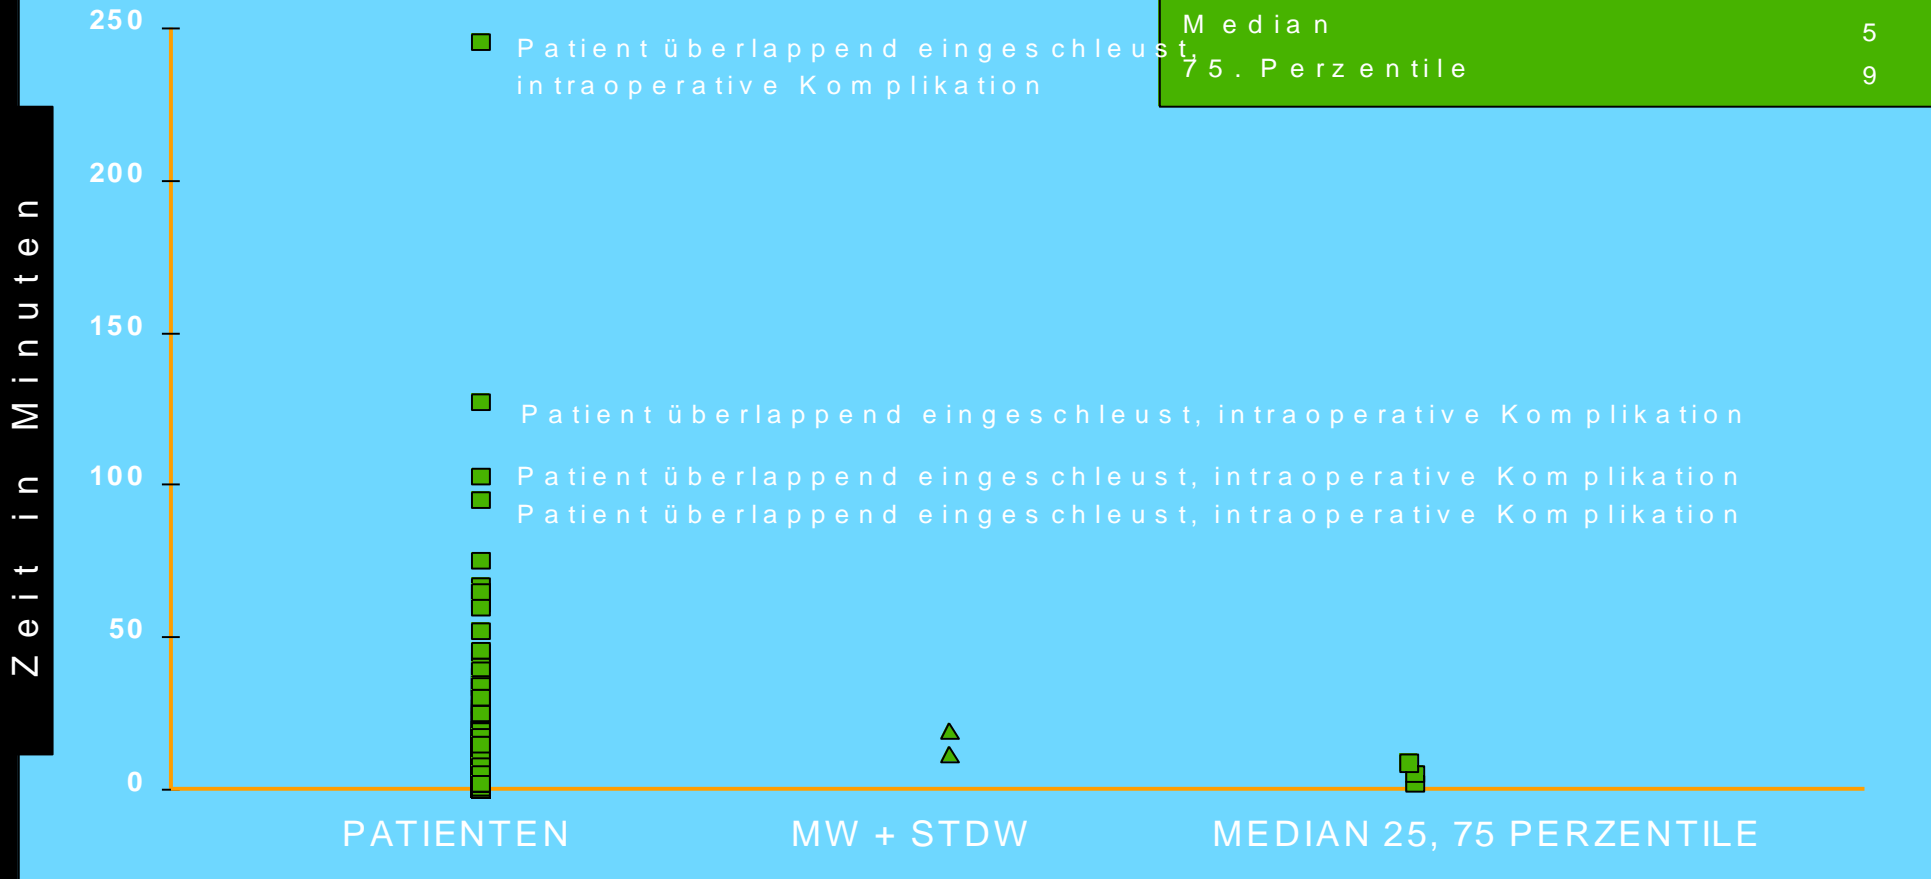 Median 5
75. Perzentile 9
250
Patient überlappend eingeschleust,
intraoperative Komplikation
200
150
Patient überlappend eingeschleust, intraoperative Komplikation
100
Patient überlappend eingeschleust, intraoperative Komplikation
Patient überlappend eingeschleust, intraoperative Komplikation
50
0
Zeit in Minuten
PATIENTEN
MW + STDW
MEDIAN 25, 75 PERZENTILE